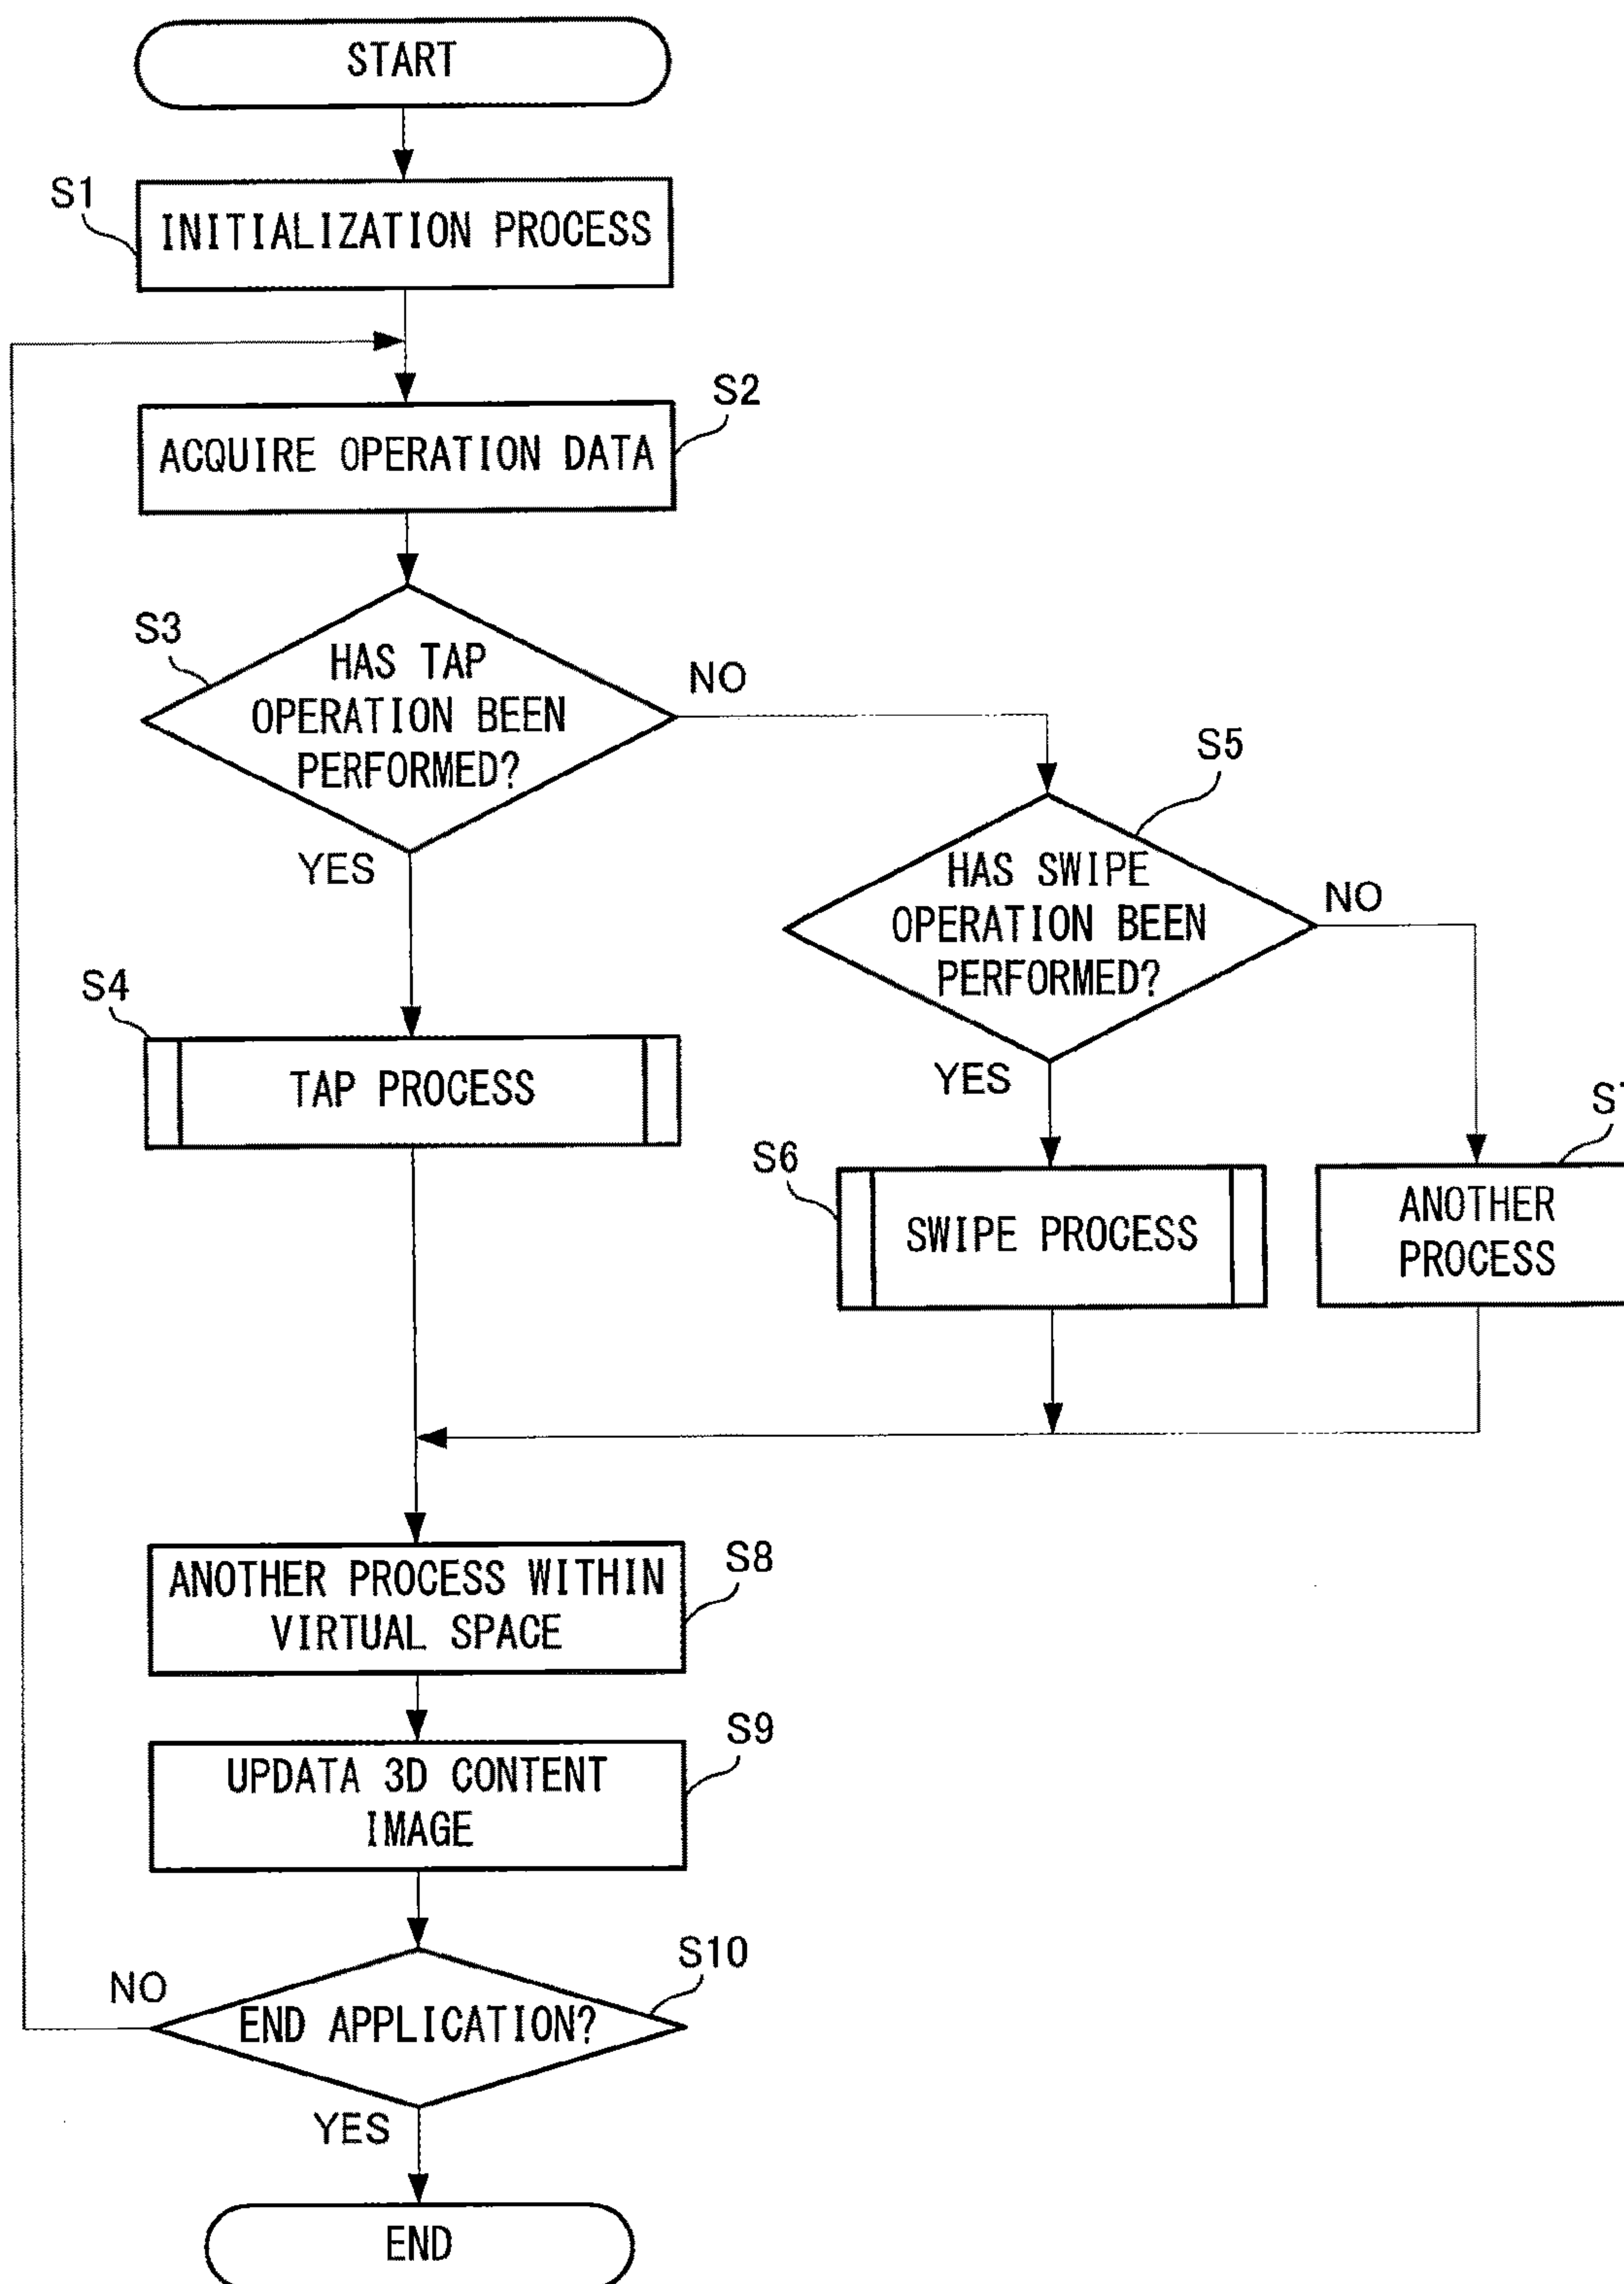 START
S1
INITIALIZATION PROCESS
S2
ACQUIRE OPERATION DATA
S3
HAS TAP
OPERATION BEEN
PERFORMED?
NO
YES
S5
HAS SWIPE
OPERATION BEEN
PERFORMED?
NO
YES
S4
TAP PROCESS
S6
SWIPE PROCESS
ANOTHER
PROCESS
S8
ANOTHER PROCESS WITHIN
VIRTUAL SPACE
S9
UPDATA 3D CONTENT
IMAGE
S10
END APPLICATION?
NO
YES
END